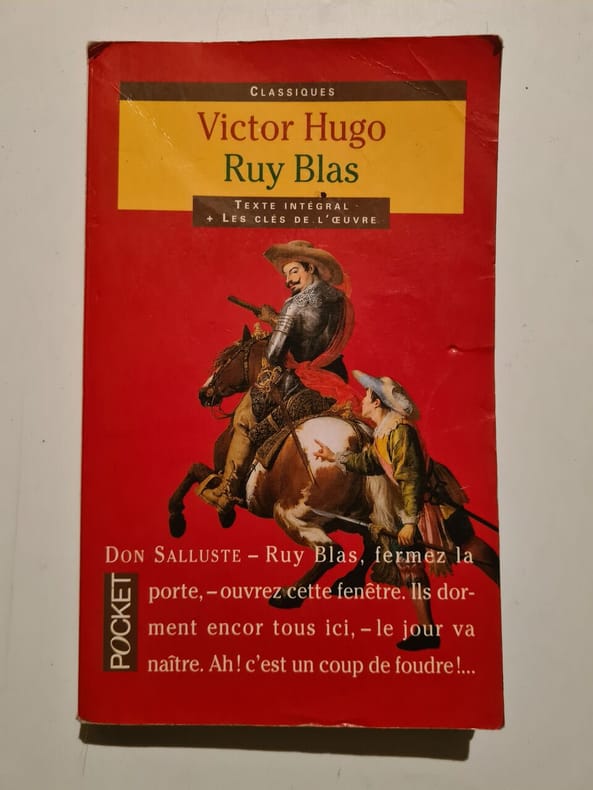 CLASSIQUES
Victor Hugo
Ruy Blas
TEXTE INTÉGRAL
+ LES CLÉS DE L'ŒUVRE
DON SALLUSTE – Ruy Blas, fermez la
porte, – ouvrez cette fenêtre. Ils dor-
ment encor tous ici, – le jour va
naître. Ah ! c'est un coup de foudre !...
POCKET